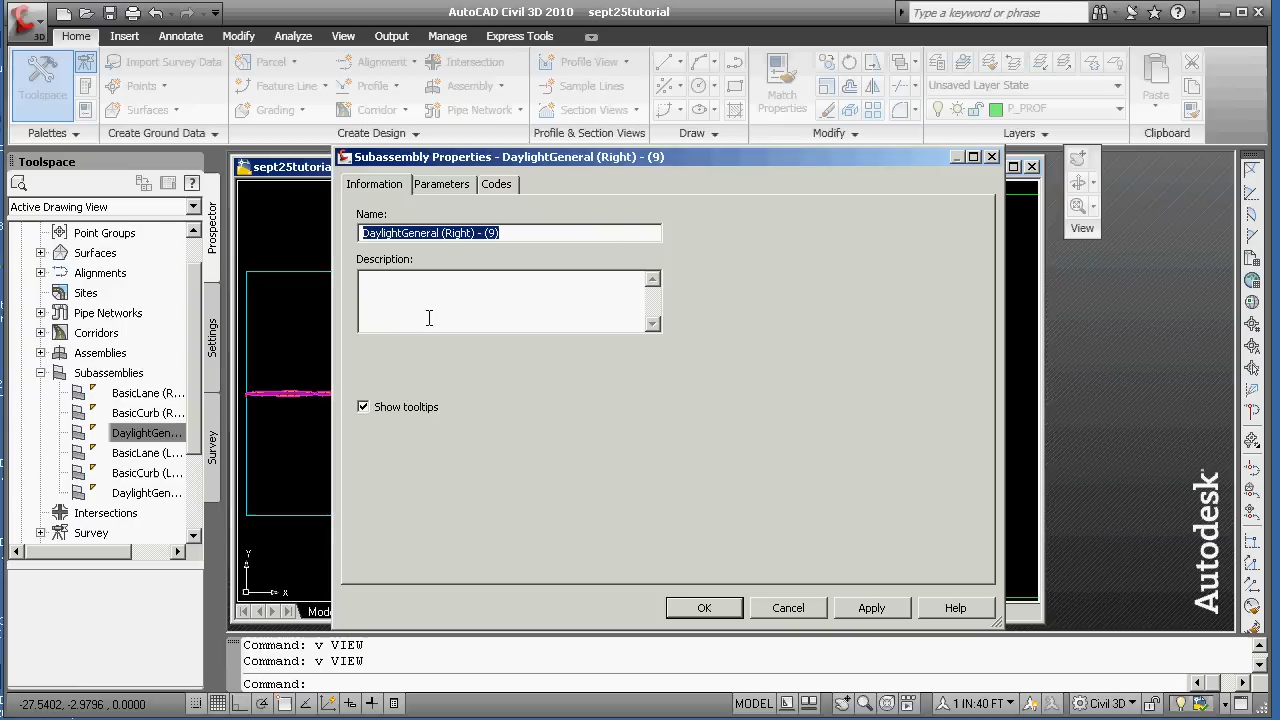 AutoCAD Civil 3D 2010 sept25tutorial
Type a keyword or phrase
3D
Home Insert Annotate Modify Analyze View Output Manage Express Tools
Toolspace
Import Survey Data
Points
Surfaces
Parcel
Feature Line
Grading
Alignment
Profile
Corridor
Intersection
Assembly
Pipe Network
Profile View
Sample Lines
Section Views
Match
Properties
Unsaved Layer State
P_PROF
Paste
Palettes Create Ground Data Create Design Profile & Section Views Draw Modify Layers Clipboard
Toolspace
Active Drawing View
Point Groups
Surfaces
Alignments
Sites
Pipe Networks
Corridors
Assemblies
Subassemblies
BasicLane (R...
BasicCurb (R...
DaylightGen...
BasicLane (L...
BasicCurb (L...
DaylightGen...
Intersections
Survey
Prospector
Settings
Survey
sept25tutorial
Subassembly Properties - DaylightGeneral (Right) - (9)
Information Parameters Codes
Name:
DaylightGeneral (Right) - (9)
Description:
Show tooltips
OK Cancel Apply Help
View
Y
X
Mode
Autodesk
Command: v VIEW
Command: v VIEW
Command:
-27.5402, -2.9796, 0.0000
MODEL
1 IN:40 FT
Civil 3D